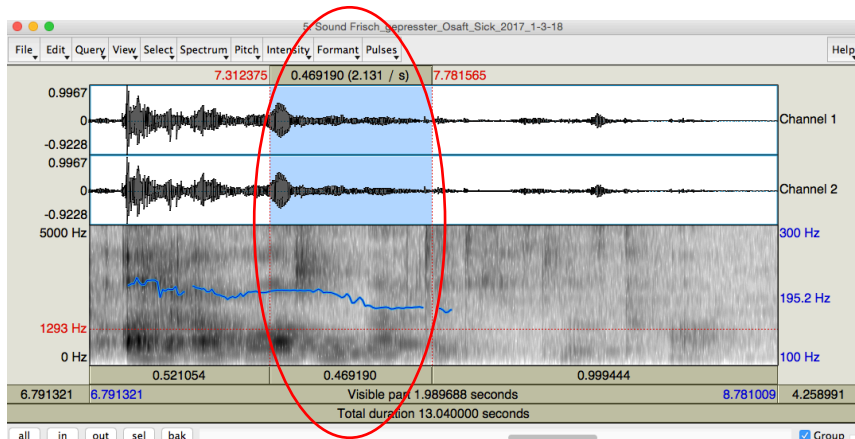 5. Sound Frisch_gepresster_Osaft_Sick_2017_1-3-18
File Edit Query View Select Spectrum Pitch Intensity Formant Pulses Help
7.312375 0.469190 (2.131 / s) 7.781565
0.9967
0 Channel 1
-0.9228
0.9967
0 Channel 2
-0.9228
5000 Hz 300 Hz
195.2 Hz
1293 Hz
0 Hz 100 Hz
0.521054 0.469190 0.999444
6.791321 6.791321 Visible part 1.989688 seconds 8.781009 4.258991
Total duration 13.040000 seconds
all in out sel bak Group